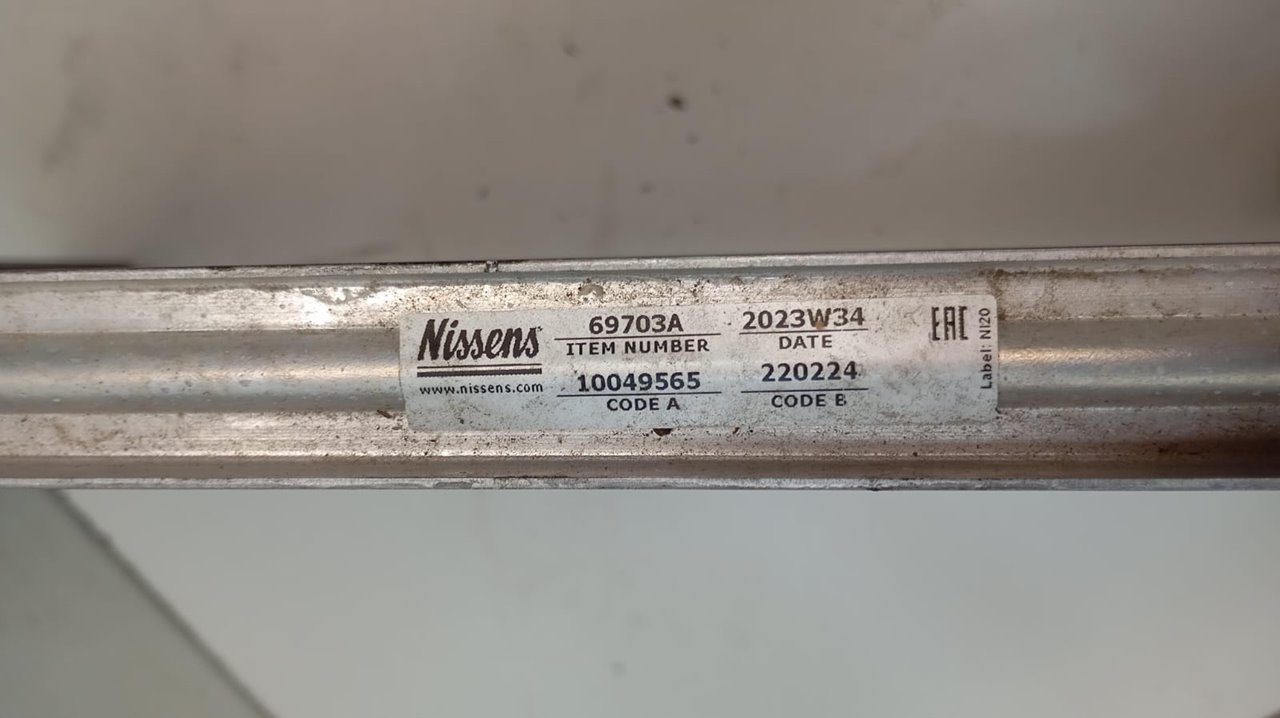 Nissens
www.nissens.com
69703A
ITEM NUMBER
10049565
CODE A
2023W34
DATE
220224
CODE B
EAC
Label: NI20